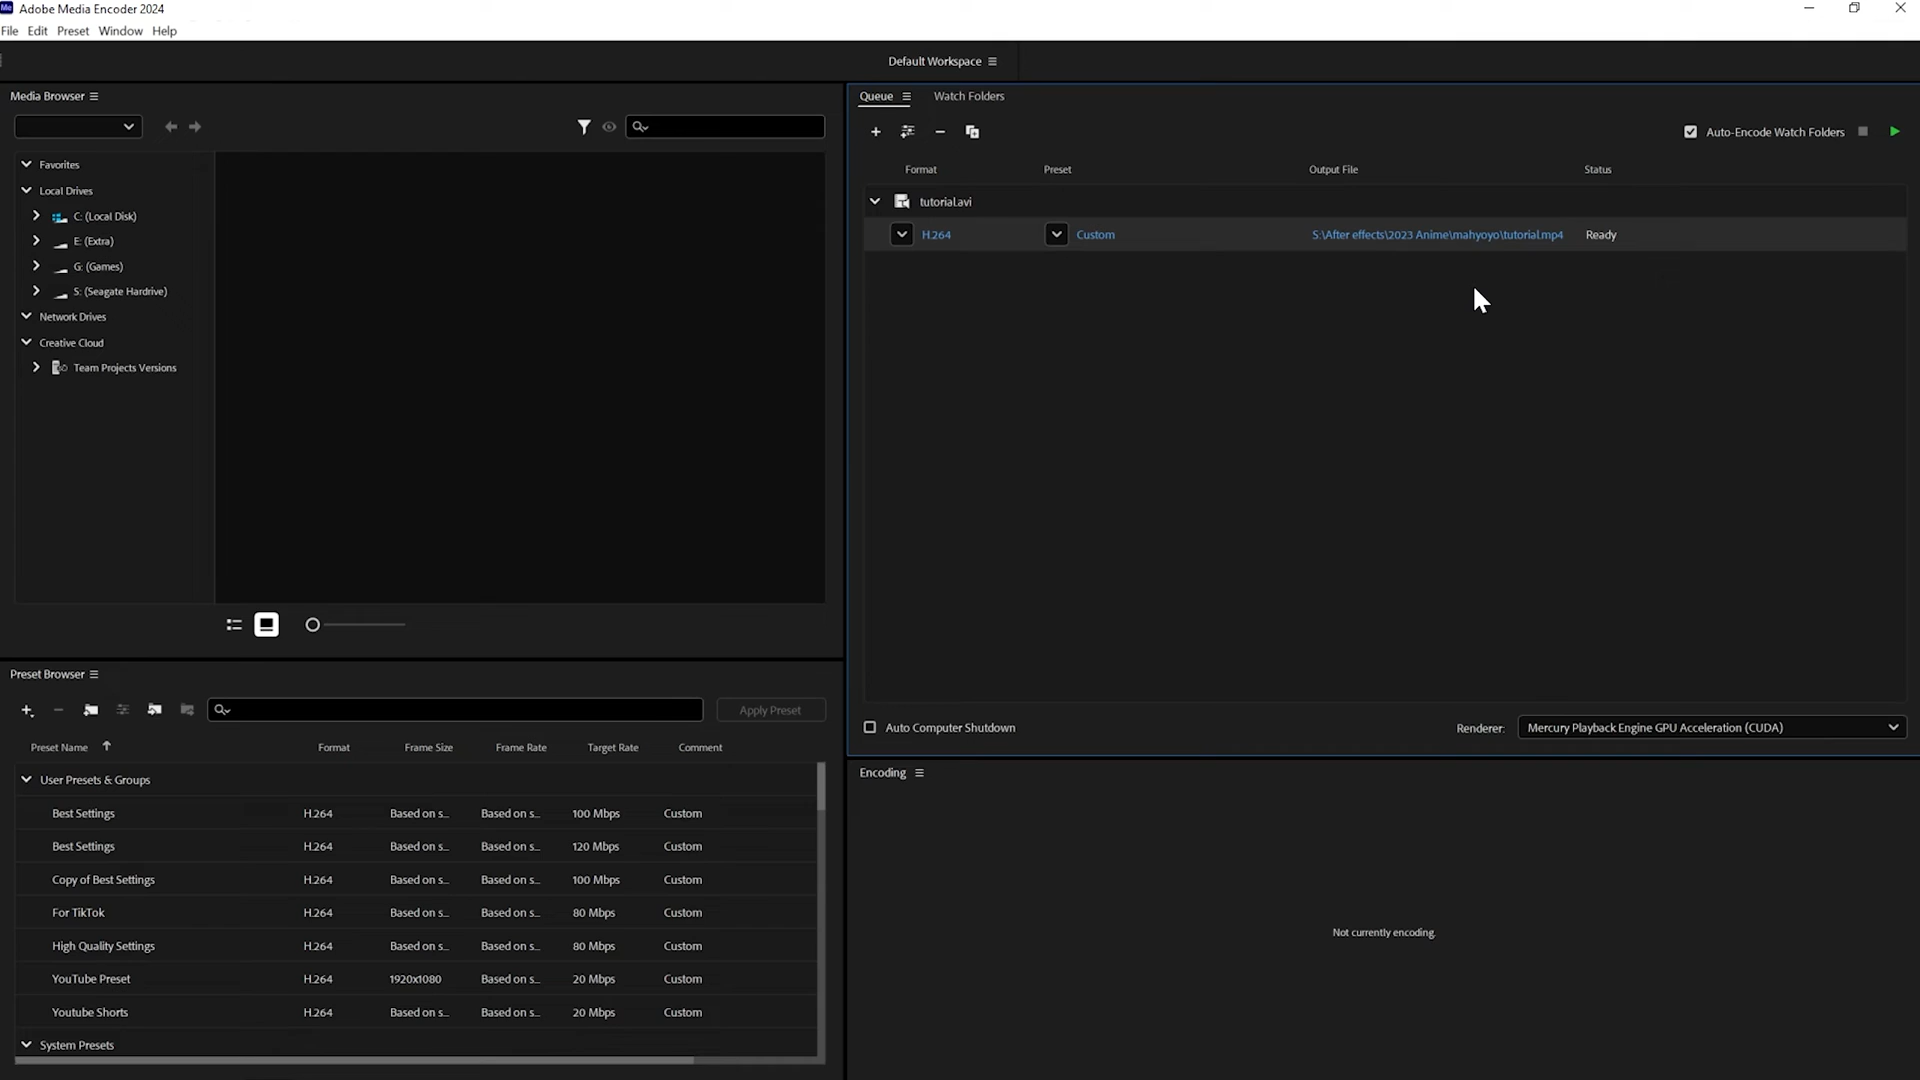 Adobe Media Encoder 2024
File Edit Preset Window Help
Default Workspace
Media Browser
Favorites
Local Drives
C: (Local Disk)
E: (Extra)
G: (Games)
S: (Seagate Hardrive)
Network Drives
Creative Cloud
Team Projects Versions
Queue Watch Folders
Auto-Encode Watch Folders
Format Preset Output File Status
tutorial.avi
H.264 Custom S:\After effects\2023 Anime\mahyoyo\tutorial.mp4 Ready
Auto Computer Shutdown Renderer: Mercury Playback Engine GPU Acceleration (CUDA)
Preset Browser
Apply Preset
Preset Name Format Frame Size Frame Rate Target Rate Comment
User Presets & Groups
Best Settings H.264 Based on s... Based on s... 100 Mbps Custom
Best Settings H.264 Based on s... Based on s... 120 Mbps Custom
Copy of Best Settings H.264 Based on s... Based on s... 100 Mbps Custom
For TikTok H.264 Based on s... Based on s... 80 Mbps Custom
High Quality Settings H.264 Based on s... Based on s... 80 Mbps Custom
YouTube Preset H.264 1920x1080 Based on s... 20 Mbps Custom
Youtube Shorts H.264 Based on s... Based on s... 20 Mbps Custom
System Presets
Encoding
Not currently encoding.